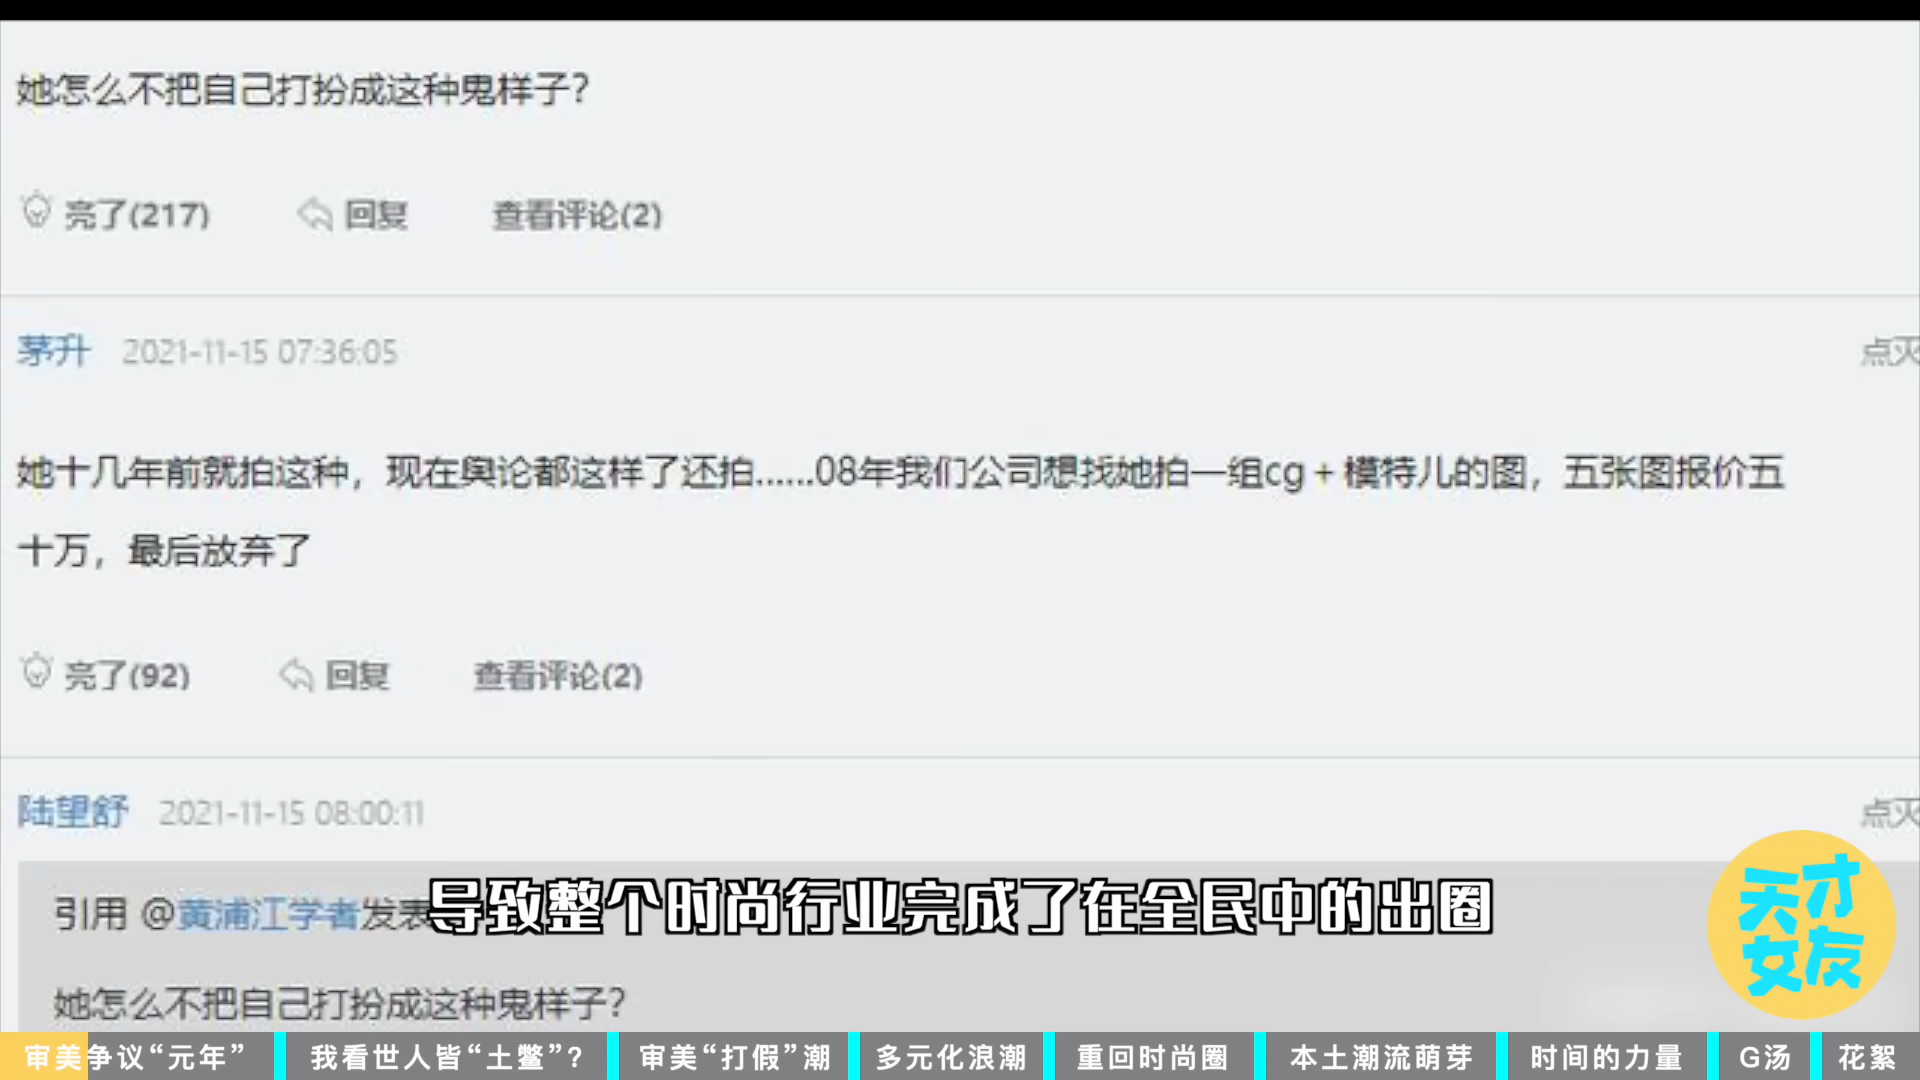 她怎么不把自己打扮成这种鬼样子?
亮了(217) 回复 查看评论(2)
茅升 2021-11-15 07:36:05 点灭
她十几年前就拍这种，现在舆论都这样了还拍......08年我们公司想找她拍一组cg + 模特儿的图，五张图报价五
十万，最后放弃了
亮了(92) 回复 查看评论(2)
陆望舒 2021-11-15 08:00:11 点灭
引用 @黄浦江学者发表
导致整个时尚行业完成了在全民中的出圈
她怎么不把自己打扮成这种鬼样子?
天才
女友
审美争议“元年” 我看世人皆“土鳖”? 审美“打假”潮 多元化浪潮 重回时尚圈 本土潮流萌芽 时间的力量 G汤 花絮